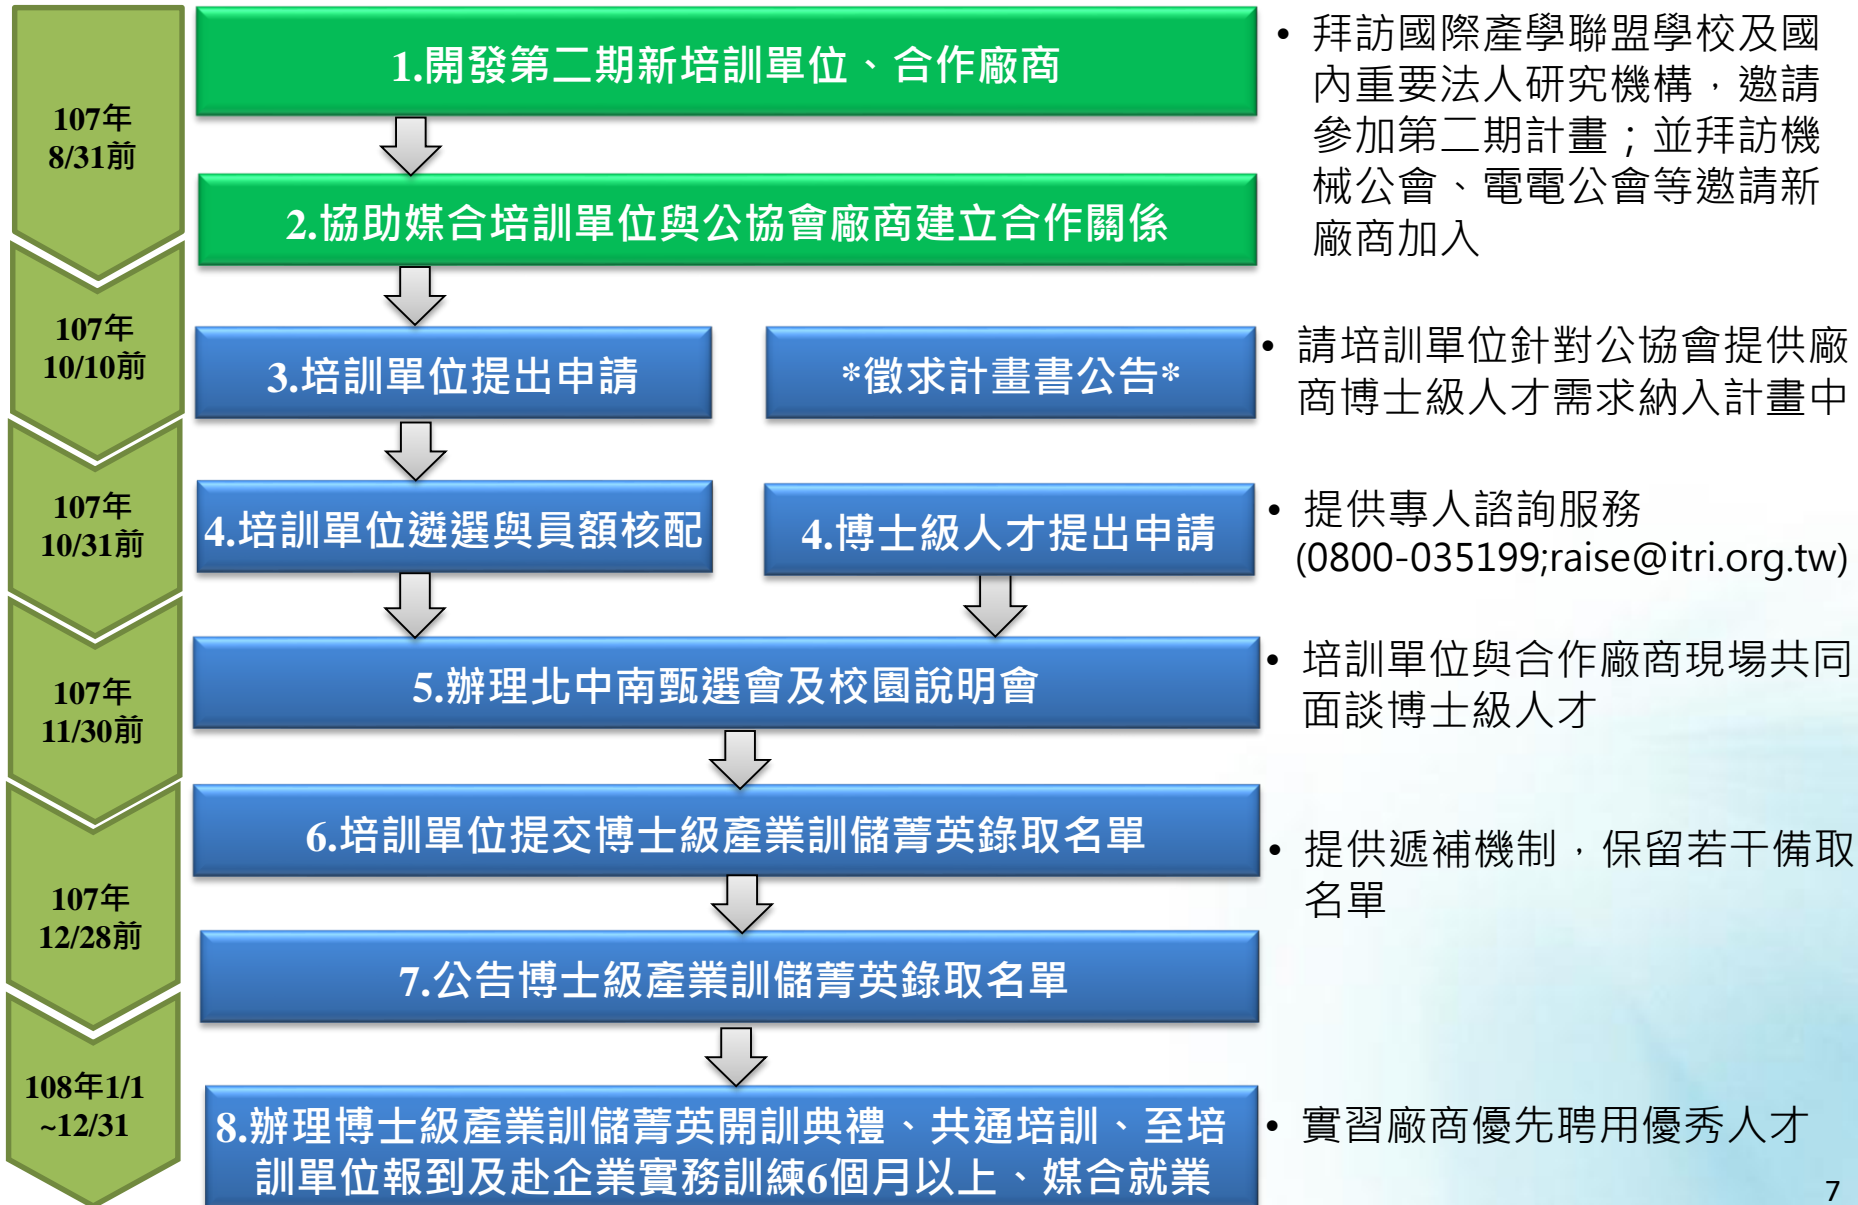 107年
8/31前
1.開發第二期新培訓單位、合作廠商
2.協助媒合培訓單位與公協會廠商建立合作關係
• 拜訪國際產學聯盟學校及國
內重要法人研究機構，邀請
參加第二期計畫；並拜訪機
械公會、電電公會等邀請新
廠商加入
107年
10/10前
3.培訓單位提出申請
*徵求計畫書公告*
• 請培訓單位針對公協會提供廠
商博士級人才需求納入計畫中
107年
10/31前
4.培訓單位遴選與員額核配
4.博士級人才提出申請
• 提供專人諮詢服務
(0800-035199;raise@itri.org.tw)
107年
11/30前
5.辦理北中南甄選會及校園說明會
• 培訓單位與合作廠商現場共同
面談博士級人才
107年
12/28前
6.培訓單位提交博士級產業訓儲菁英錄取名單
7.公告博士級產業訓儲菁英錄取名單
• 提供遞補機制，保留若干備取
名單
108年1/1
~12/31
8.辦理博士級產業訓儲菁英開訓典禮、共通培訓、至培
訓單位報到及赴企業實務訓練6個月以上、媒合就業
• 實習廠商優先聘用優秀人才
7